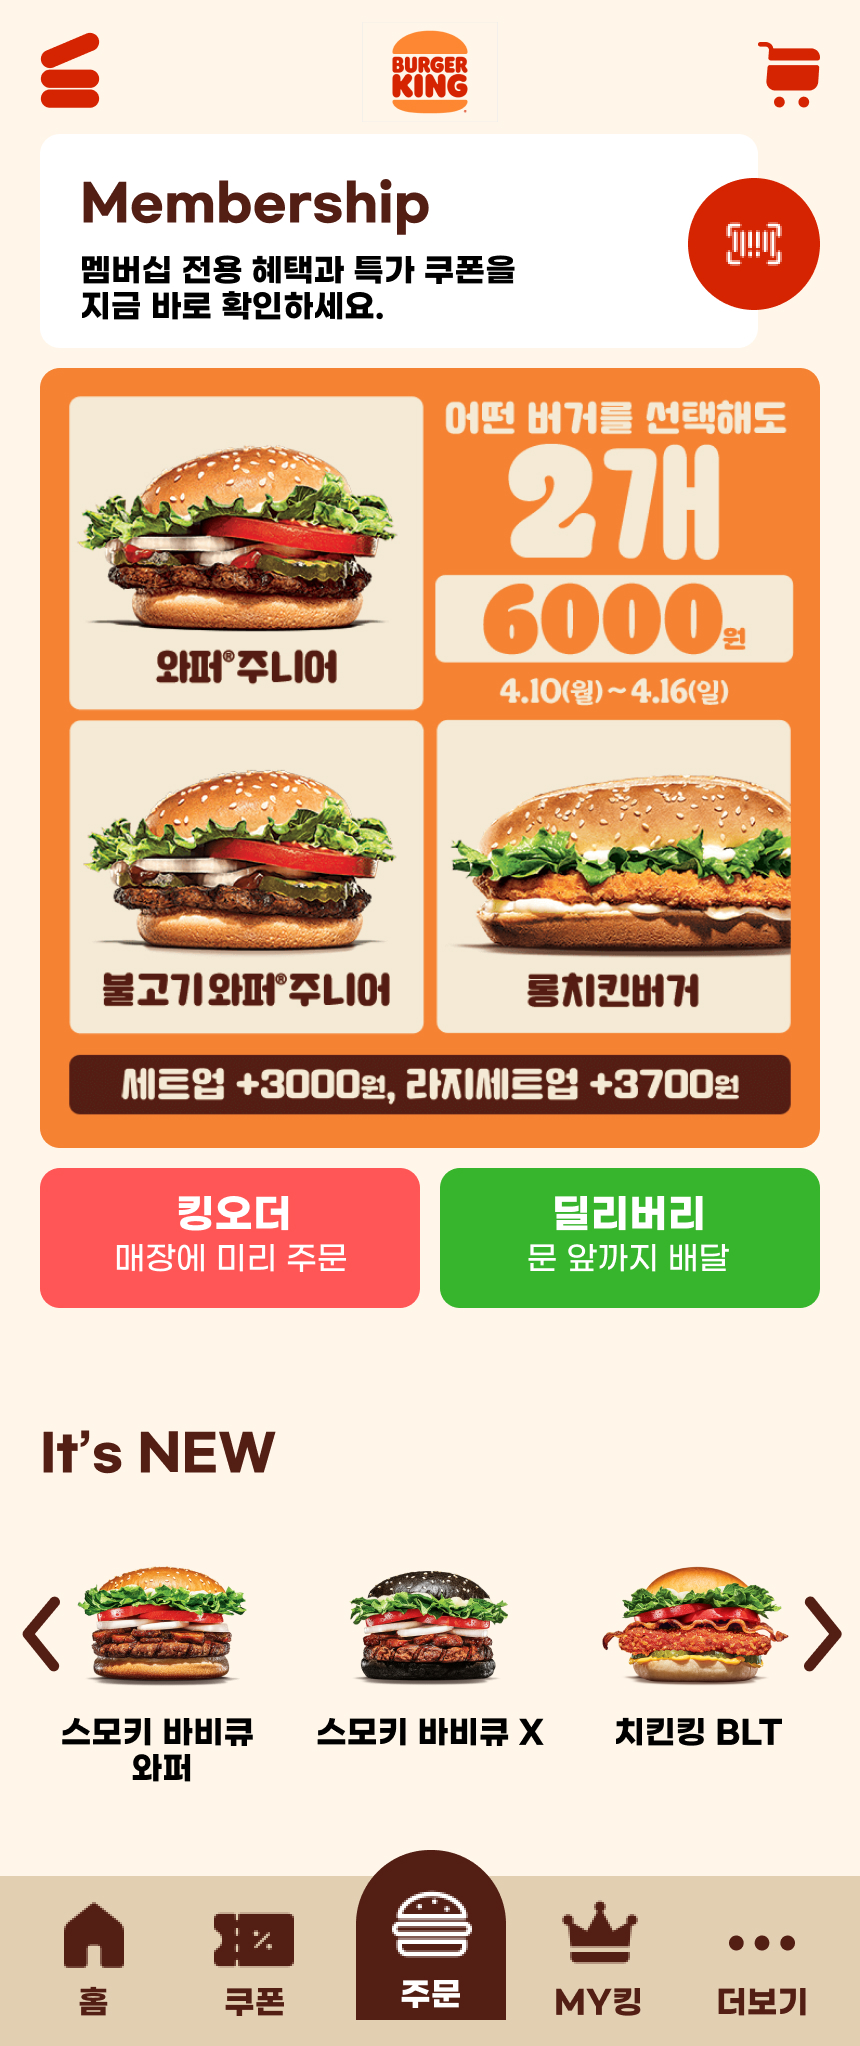 BURGER
KING
Membership
멤버십 전용 혜택과 특가 쿠폰을
지금 바로 확인하세요.
어떤 버거를 선택해도
2개
6000원
4.10(월) ~ 4.16(일)
와퍼®주니어
불고기와퍼®주니어
롱치킨버거
세트업 +3000원, 라지세트업 +3700원
킹오더
매장에 미리 주문
딜리버리
문 앞까지 배달
It's NEW
스모키 바비큐
와퍼
스모키 바비큐 X
치킨킹 BLT
홈
쿠폰
주문
MY킹
더보기